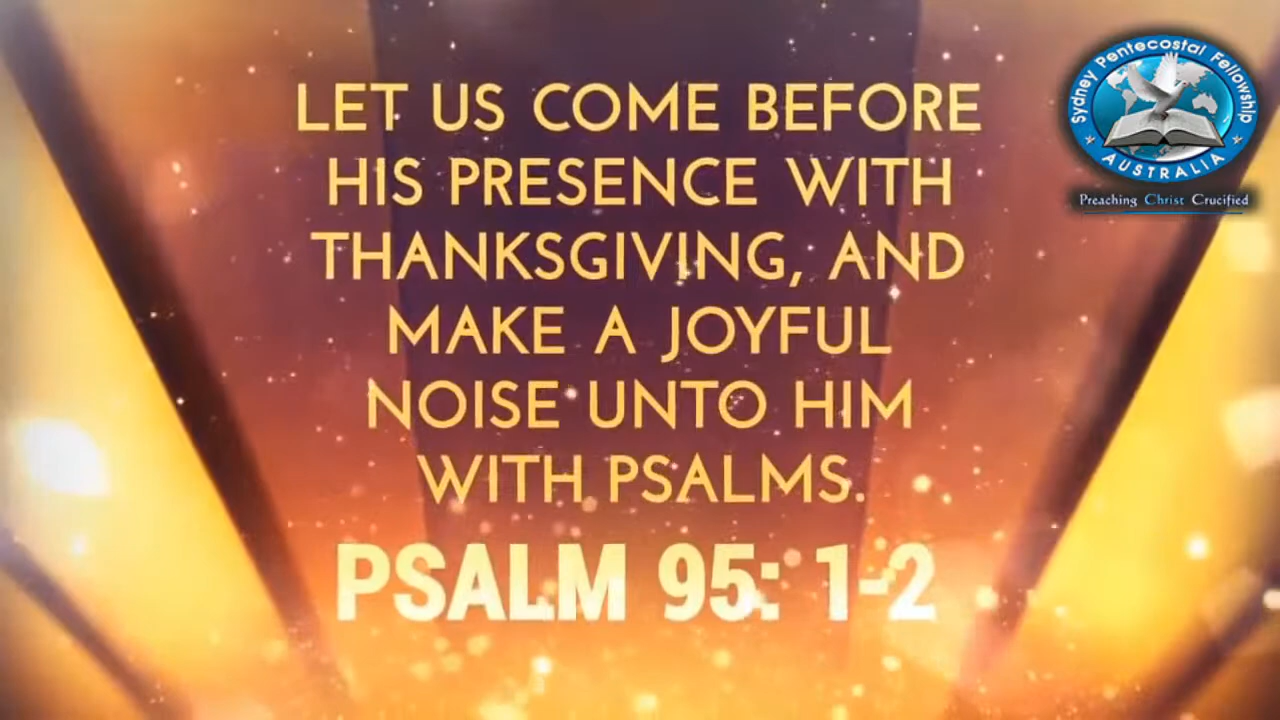 LET US COME BEFORE
HIS PRESENCE WITH
THANKSGIVING, AND
MAKE A JOYFUL
NOISE UNTO HIM
WITH PSALMS.
PSALM 95: 1-2
Sydney Pentecostal Fellowship
AUSTRALIA
Preaching Christ Crucified